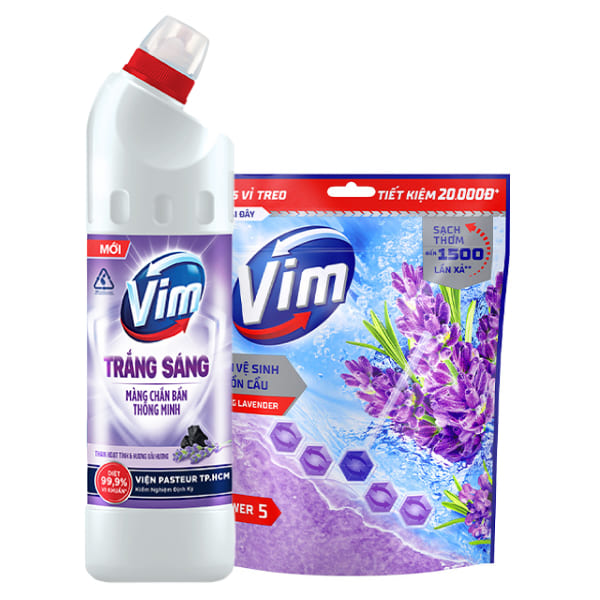 MỚI
Vim
TRẮNG SÁNG
MÀNG CHẮN BẨN
THÔNG MINH
THAN HOẠT TÍNH & HƯƠNG OẢI HƯƠNG
DIỆT
99,9%
VI KHUẨN*
VIỆN PASTEUR TP.HCM
Kiểm Nghiệm Định Kỳ
5 VỈ TREO
TIẾT KIỆM 20.000Đ*
ĐÂY
SẠCH
THƠM
ĐẾN 1500
LẦN XẢ**
Vim
VỆ SINH
ỒN CẦU
LAVENDER
WER 5